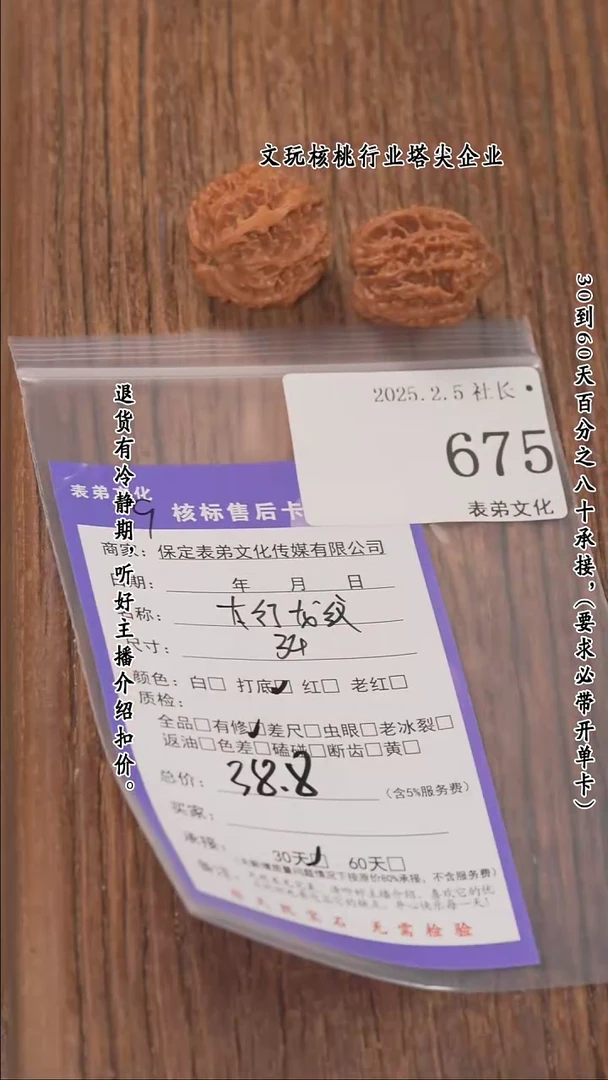 文玩核桃行业塔尖企业
30到60天百分之八十承接，（要求必带开单卡）
退货有冷静期，听好主播介绍扣价。
2025.2.5 社长
675
表弟文化
表弟文化
核标售后卡
商家：保定表弟文化传媒有限公司
日期： 年 月 日
名称：
尺寸：34
颜色：白□ 打底☑ 红□ 老红□
质检：
全品□有修☑差尺□虫眼□老冰裂□
返油□色差□磕碰□断齿□黄□
总价：38.8（含5%服务费）
买家：
承接：30天☑ 60天□
备注：
无需检验